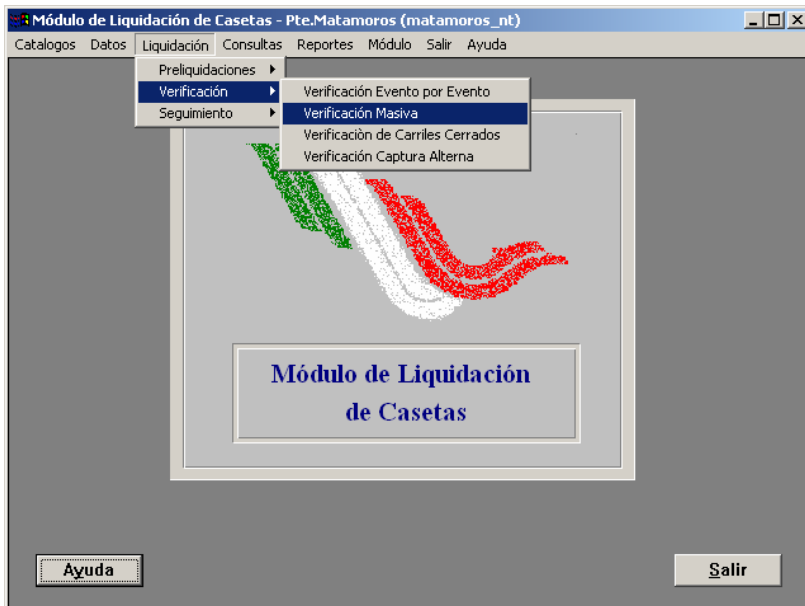 Módulo de Liquidación de Casetas - Pte.Matamoros (matamoros_nt)
Catalogos Datos Liquidación Consultas Reportes Módulo Salir Ayuda
Preliquidaciones
Verificación
Seguimiento
Verificación Evento por Evento
Verificación Masiva
Verificaciòn de Carriles Cerrados
Verificación Captura Alterna
Módulo de Liquidación
de Casetas
Ayuda
Salir